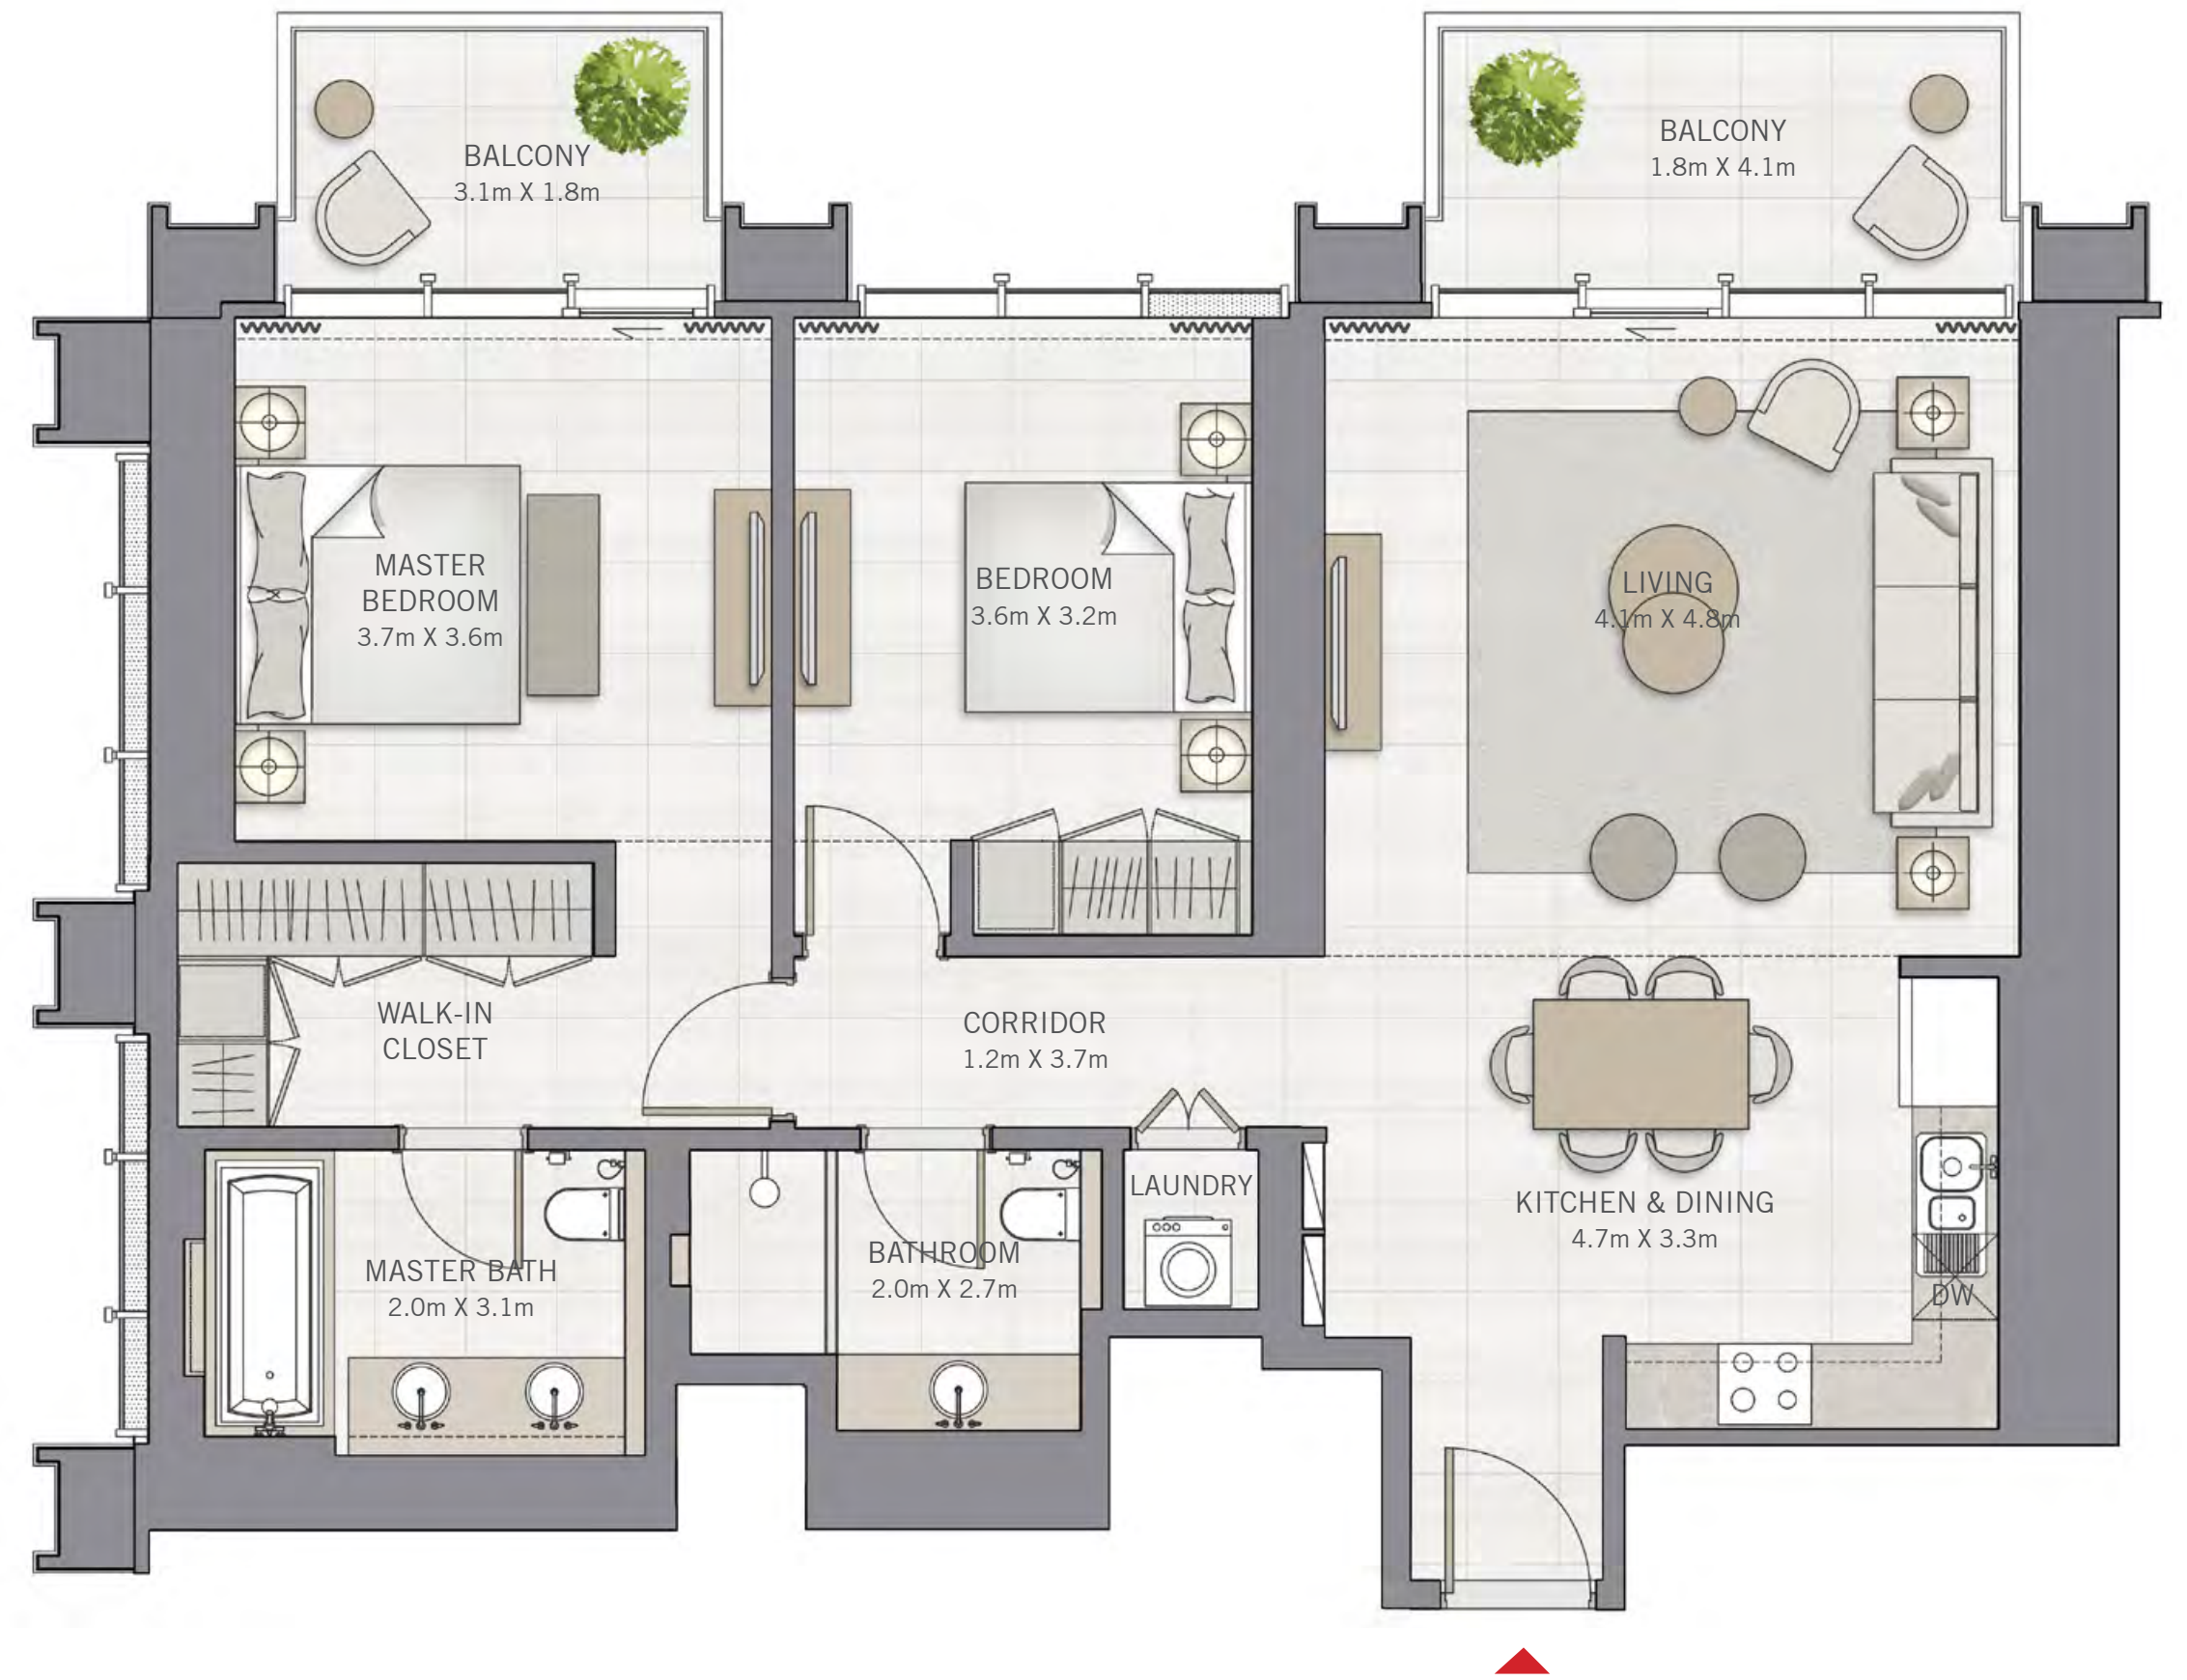 BALCONY
3.1m X 1.8m
BALCONY
1.8m X 4.1m
MASTER
BEDROOM
3.7m X 3.6m
BEDROOM
3.6m X 3.2m
LIVING
4.1m X 4.8m
WALK-IN
CLOSET
CORRIDOR
1.2m X 3.7m
LAUNDRY
KITCHEN & DINING
4.7m X 3.3m
MASTER BATH
2.0m X 3.1m
BATHROOM
2.0m X 2.7m
DW